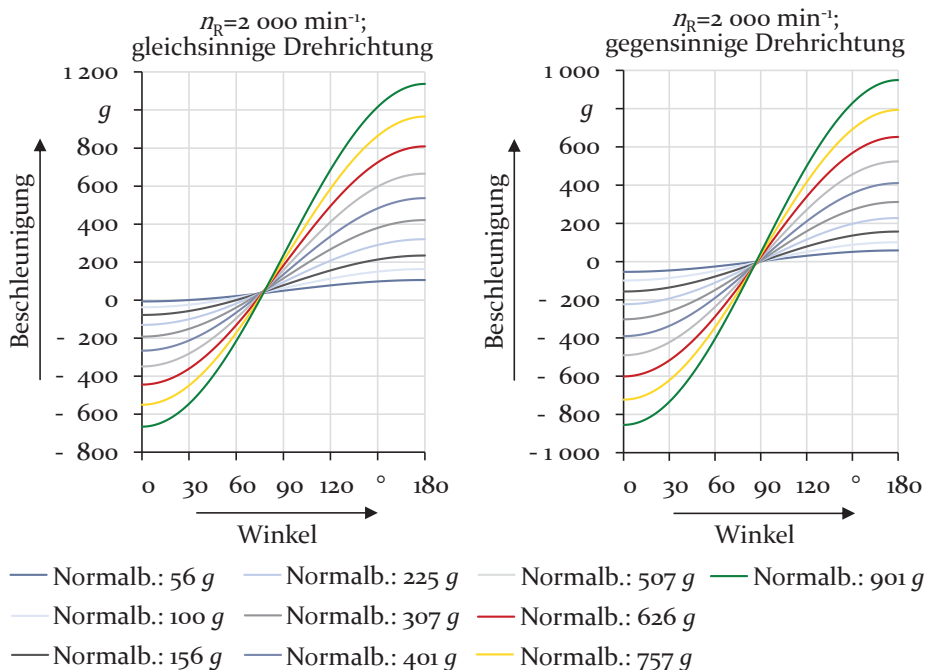 nR=2 000 min-1;
gleichsinnige Drehrichtung
1 200
g
800
600
400
200
0
- 200
- 400
- 600
- 800
Beschleunigung
0 30 60 90 120 ° 180
Winkel
nR=2 000 min-1;
gegensinnige Drehrichtung
1 000
g
600
400
200
0
- 200
- 400
- 600
- 800
- 1 000
Beschleunigung
0 30 60 90 120 ° 180
Winkel
Normalb.: 56 g Normalb.: 225 g Normalb.: 507 g Normalb.: 901 g
Normalb.: 100 g Normalb.: 307 g Normalb.: 626 g
Normalb.: 156 g Normalb.: 401 g Normalb.: 757 g